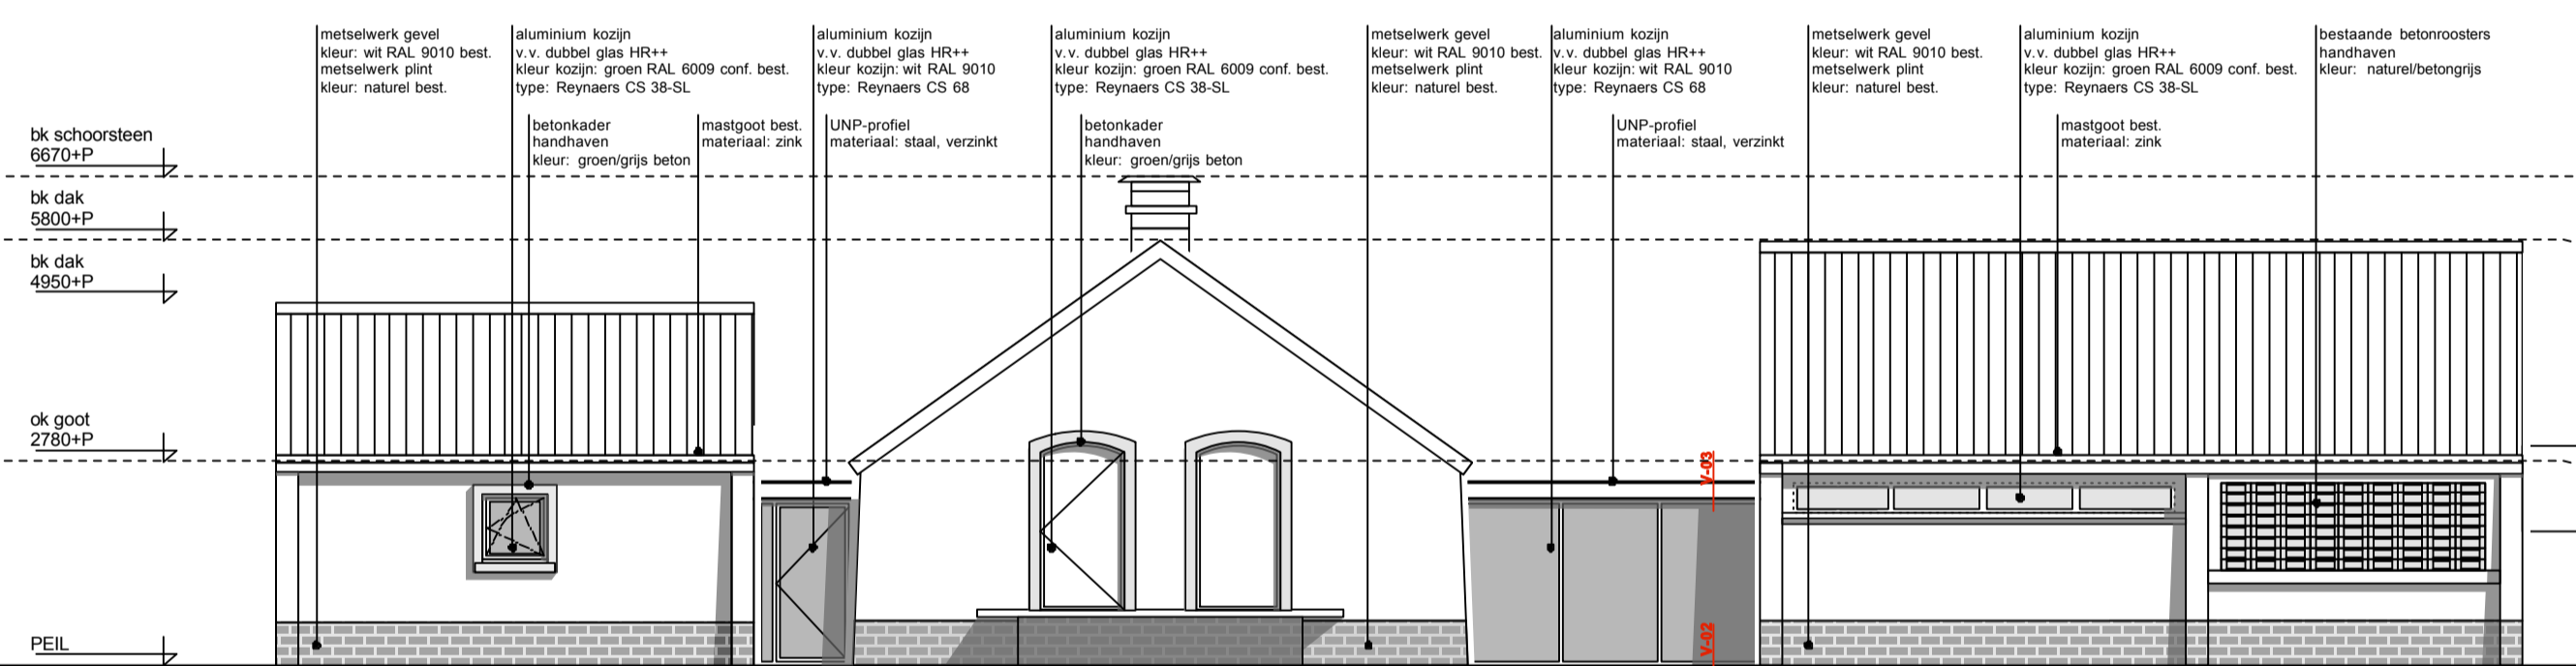 metselwerk gevel
kleur: wit RAL 9010 best.
metselwerk plint
kleur: naturel best.
aluminium kozijn
v.v. dubbel glas HR++
kleur kozijn: groen RAL 6009 conf. best.
type: Reynaers CS 38-SL
aluminium kozijn
v.v. dubbel glas HR++
kleur kozijn: wit RAL 9010
type: Reynaers CS 68
aluminium kozijn
v.v. dubbel glas HR++
kleur kozijn: groen RAL 6009 conf. best.
type: Reynaers CS 38-SL
metselwerk gevel
kleur: wit RAL 9010 best.
metselwerk plint
kleur: naturel best.
aluminium kozijn
v.v. dubbel glas HR++
kleur kozijn: wit RAL 9010
type: Reynaers CS 68
metselwerk gevel
kleur: wit RAL 9010 best.
metselwerk plint
kleur: naturel best.
aluminium kozijn
v.v. dubbel glas HR++
kleur kozijn: groen RAL 6009 conf. best.
type: Reynaers CS 38-SL
bestaande betonroosters
handhaven
kleur: naturel/betongrijs
betonkader
handhaven
kleur: groen/grijs beton
mastgoot best.
materiaal: zink
UNP-profiel
materiaal: staal, verzinkt
betonkader
handhaven
kleur: groen/grijs beton
UNP-profiel
materiaal: staal, verzinkt
mastgoot best.
materiaal: zink
bk schoorsteen
6670+P
bk dak
5800+P
bk dak
4950+P
ok goot
2780+P
PEIL
V-03
V-02